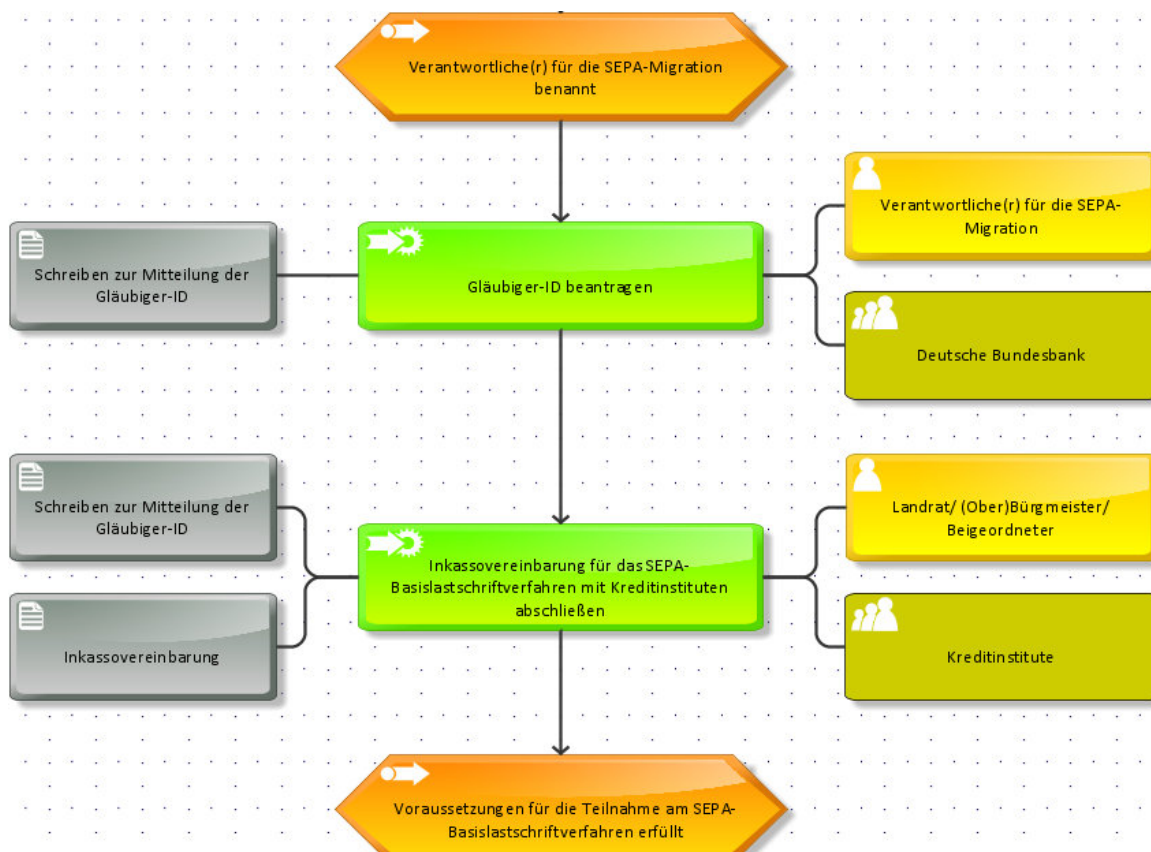 Verantwortliche(r) für die SEPA-Migration
benannt
Schreiben zur Mitteilung der
Gläubiger-ID
Gläubiger-ID beantragen
Verantwortliche(r) für die SEPA-
Migration
Deutsche Bundesbank
Schreiben zur Mitteilung der
Gläubiger-ID
Inkassovereinbarung
Inkassovereinbarung für das SEPA-
Basislastschriftverfahren mit Kreditinstituten
abschließen
Landrat/ (Ober)Bürgmeister/
Beigeordneter
Kreditinstitute
Voraussetzungen für die Teilnahme am SEPA-
Basislastschriftverfahren erfüllt